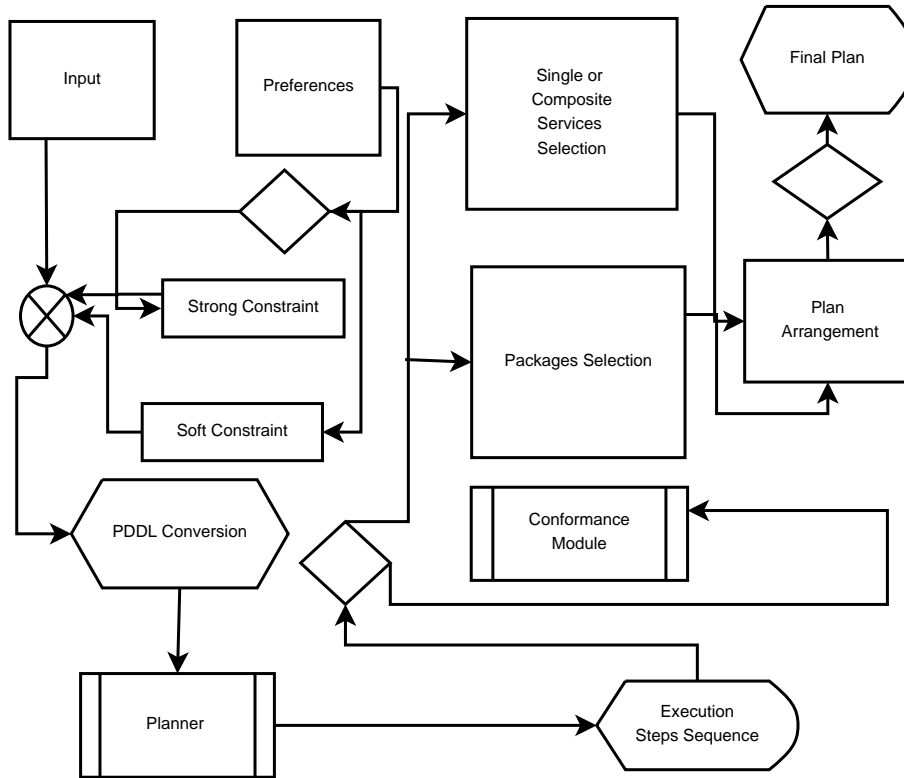 Input
Preferences
Single or
Composite
Services
Selection
Final Plan
Strong Constraint
Plan
Arrangement
Packages Selection
Soft Constraint
PDDL Conversion
Conformance
Module
Planner
Execution
Steps Sequence